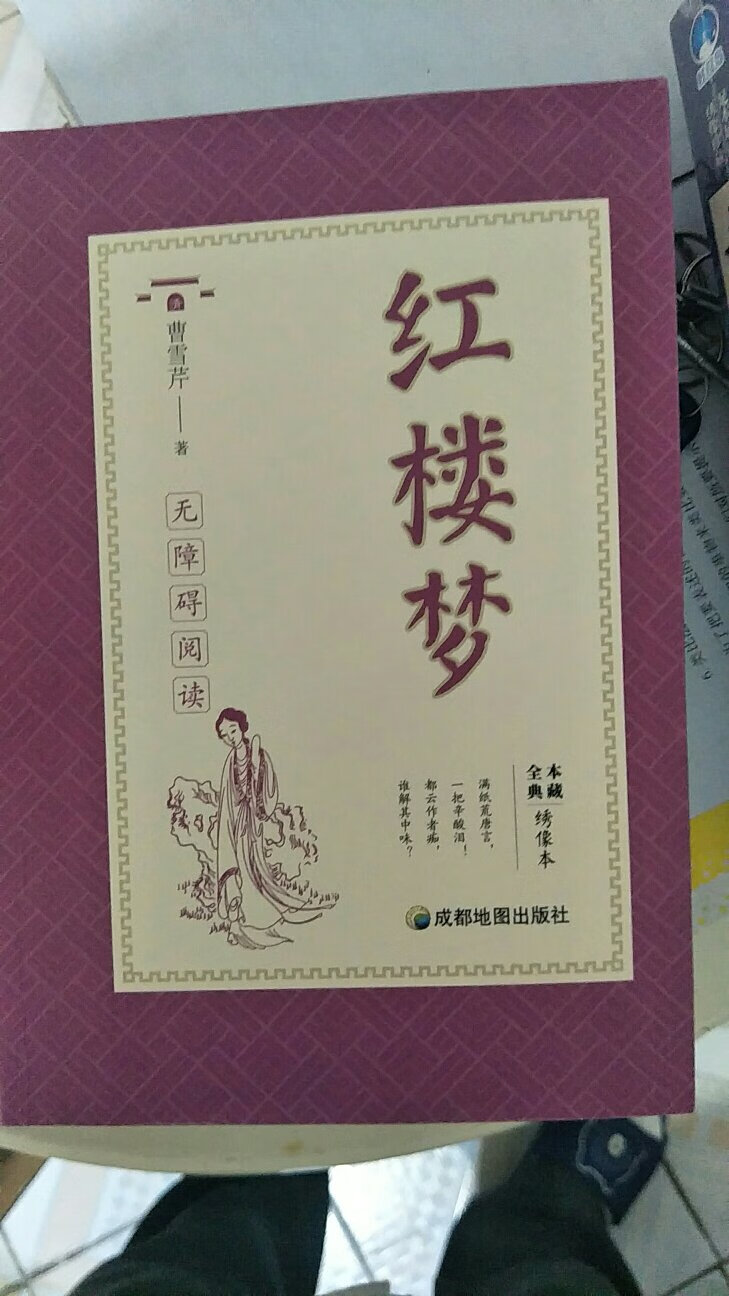 红楼梦
清
曹雪芹
著
无障碍阅读
全本
典藏
绣像本
满纸荒唐言，
一把辛酸泪！
都云作者痴，
谁解其中味？
成都地图出版社